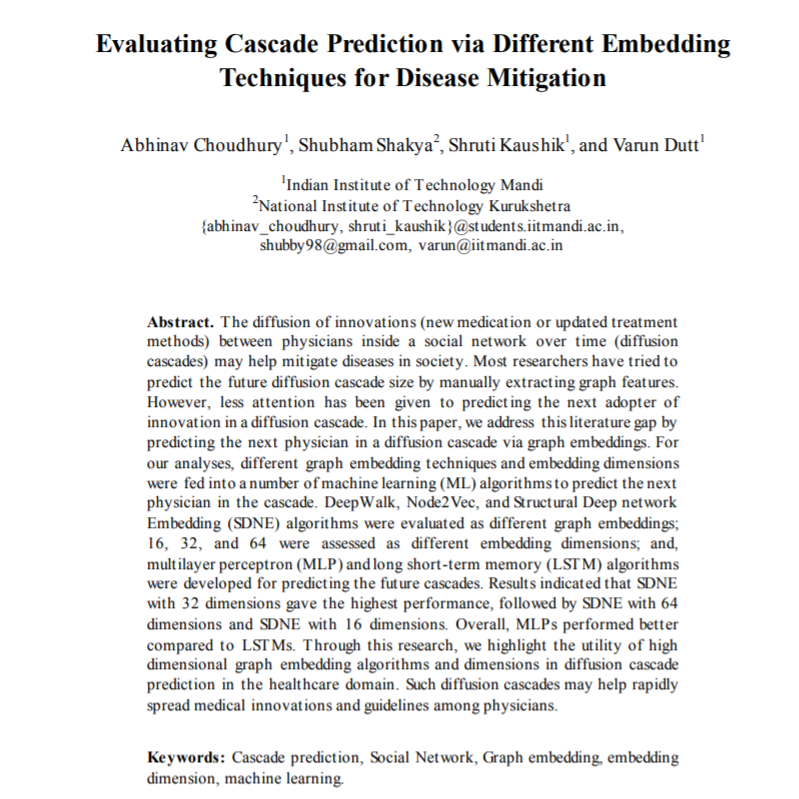 Evaluating Cascade Prediction via Different Embedding
Techniques for Disease Mitigation
Abhinav Choudhury1, Shubham Shakya2, Shruti Kaushik1, and Varun Dutt1
1Indian Institute of Technology Mandi
2National Institute of Technology Kurukshetra
{abhinav_choudhury, shruti_kaushik}@students.iitmandi.ac.in,
shubby98@gmail.com, varun@iitmandi.ac.in
Abstract. The diffusion of innovations (new medication or updated treatment
methods) between physicians inside a social network over time (diffusion
cascades) may help mitigate diseases in society. Most researchers have tried to
predict the future diffusion cascade size by manually extracting graph features.
However, less attention has been given to predicting the next adopter of
innovation in a diffusion cascade. In this paper, we address this literature gap by
predicting the next physician in a diffusion cascade via graph embeddings. For
our analyses, different graph embedding techniques and embedding dimensions
were fed into a number of machine learning (ML) algorithms to predict the next
physician in the cascade. DeepWalk, Node2Vec, and Structural Deep network
Embedding (SDNE) algorithms were evaluated as different graph embeddings;
16, 32, and 64 were assessed as different embedding dimensions; and,
multilayer perceptron (MLP) and long short-term memory (LSTM) algorithms
were developed for predicting the future cascades. Results indicated that SDNE
with 32 dimensions gave the highest performance, followed by SDNE with 64
dimensions and SDNE with 16 dimensions. Overall, MLPs performed better
compared to LSTMs. Through this research, we highlight the utility of high
dimensional graph embedding algorithms and dimensions in diffusion cascade
prediction in the healthcare domain. Such diffusion cascades may help rapidly
spread medical innovations and guidelines among physicians.
Keywords: Cascade prediction, Social Network, Graph embedding, embedding
dimension, machine learning.